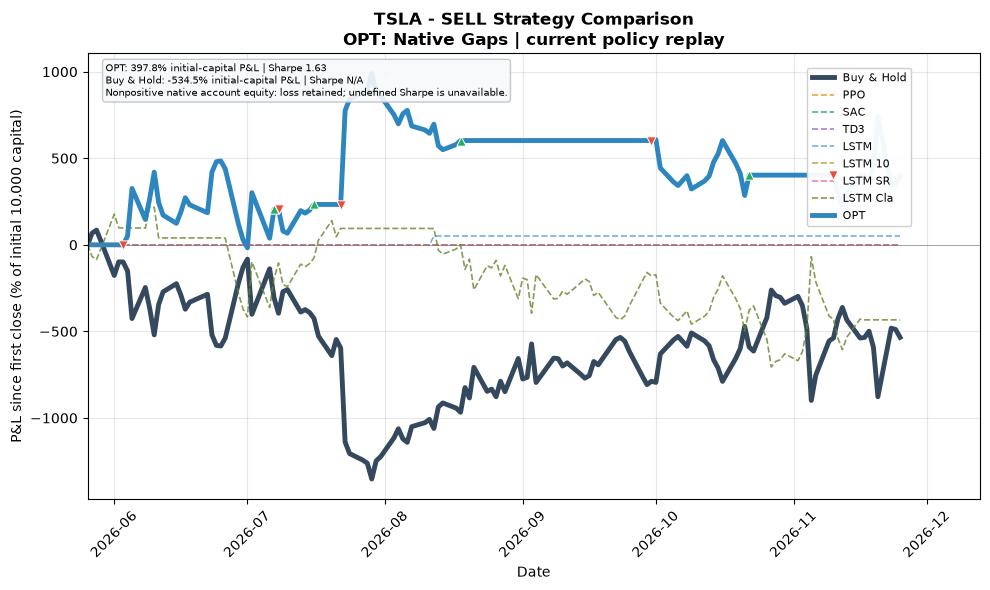 TSLA - SELL Strategy Comparison
OPT: Native Gaps | current policy replay
OPT: 397.8% initial-capital P&L | Sharpe 1.63
Buy & Hold: -534.5% initial-capital P&L | Sharpe N/A
Nonpositive native account equity: loss retained; undefined Sharpe is unavailable.
Buy & Hold
PPO
SAC
TD3
LSTM
LSTM 10
LSTM SR
LSTM Cla
OPT
P&L since first close (% of initial 10,000 capital)
1000
500
0
−500
−1000
2026-06
2026-07
2026-08
2026-09
2026-10
2026-11
2026-12
Date